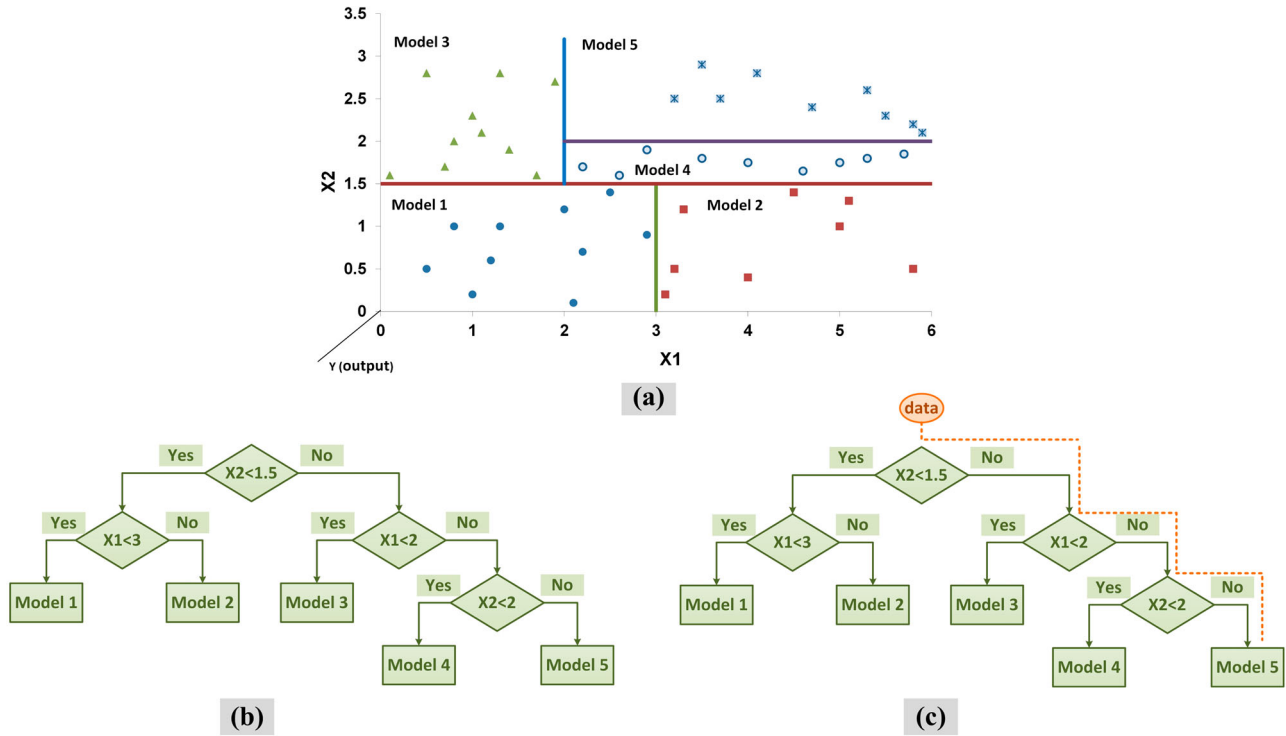 3.5
3
2.5
2
1.5
1
0.5
0
X2
Model 3
Model 5
Model 4
Model 1
Model 2
0 1 2 3 4 5 6
Y (output)
X1
(a)
Yes No
X2<1.5
Yes No Yes No
X1<3 X1<2
Model 1 Model 2 Model 3
Yes No
X2<2
Model 4 Model 5
(b)
data
Yes No
X2<1.5
Yes No Yes No
X1<3 X1<2
Model 1 Model 2 Model 3
Yes No
X2<2
Model 4 Model 5
(c)